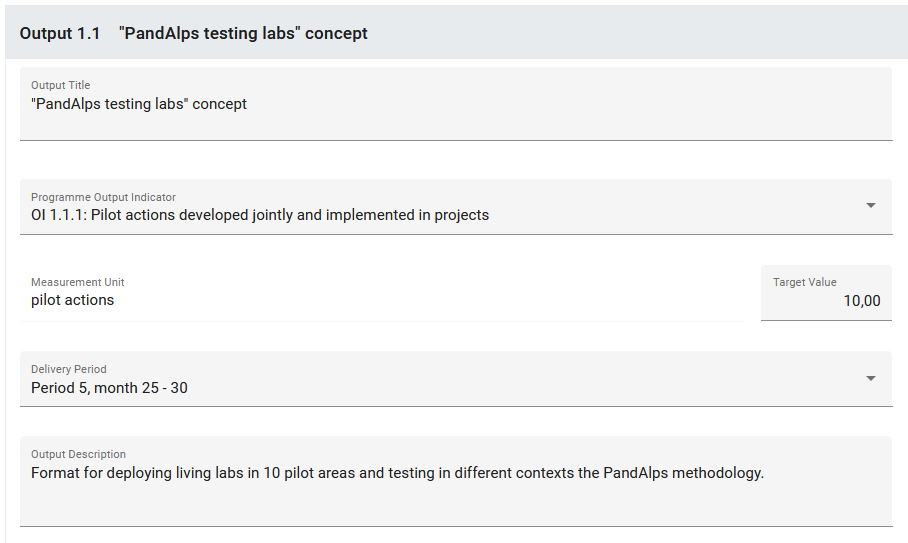 Output 1.1 "PandAlps testing labs" concept
Output Title
"PandAlps testing labs" concept
Programme Output Indicator
OI 1.1.1: Pilot actions developed jointly and implemented in projects
Measurement Unit
pilot actions
Target Value
10,00
Delivery Period
Period 5, month 25 - 30
Output Description
Format for deploying living labs in 10 pilot areas and testing in different contexts the PandAlps methodology.